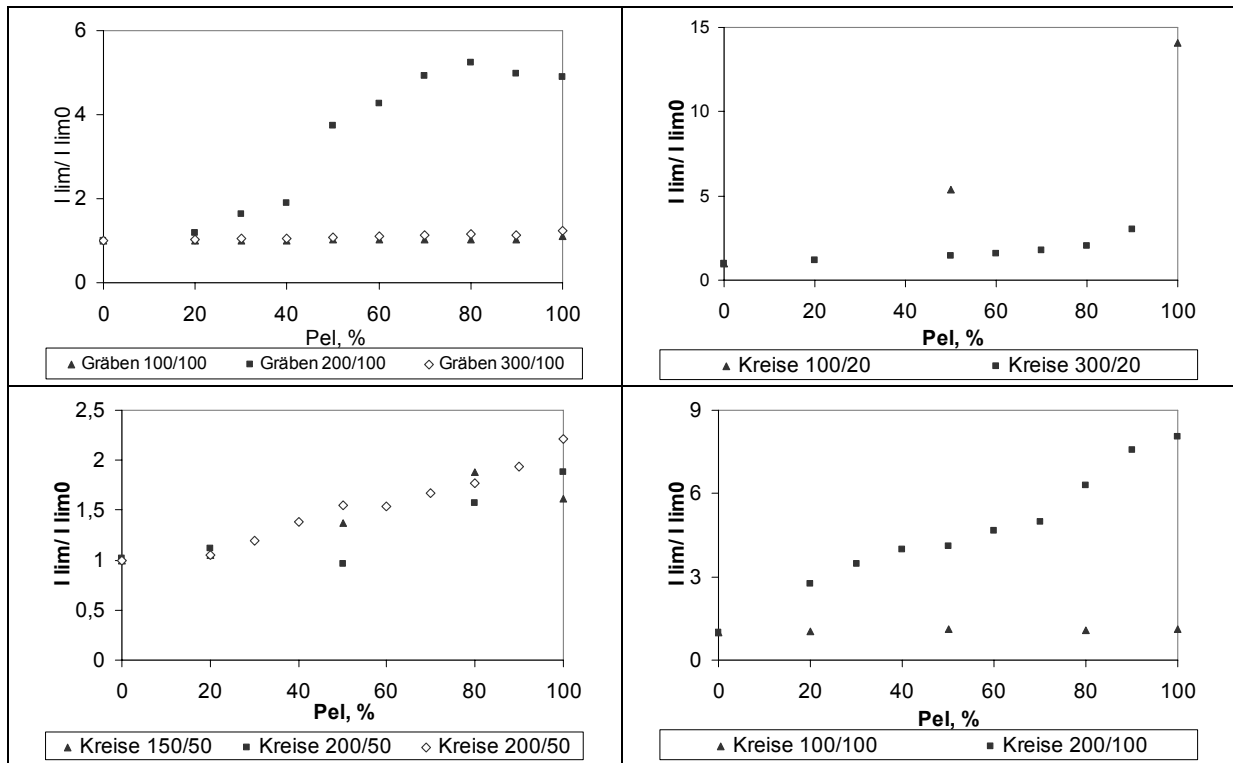 6
4
2
0
I lim/ I lim0
0 20 40 60 80 100
Pel, %
Gräben 100/100 Gräben 200/100 Gräben 300/100
15
10
5
0
I lim/ I lim0
0 20 40 60 80 100
Pel, %
Kreise 100/20 Kreise 300/20
2,5
2
1,5
1
0,5
0
I lim/ I lim0
0 20 40 60 80 100
Pel, %
Kreise 150/50 Kreise 200/50 Kreise 200/50
9
6
3
0
I lim/ I lim0
0 20 40 60 80 100
Pel, %
Kreise 100/100 Kreise 200/100